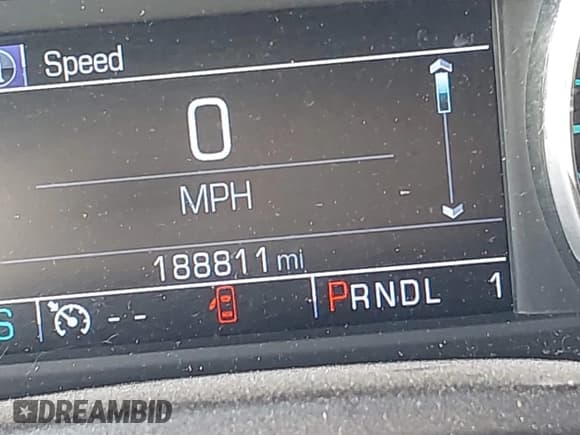 Speed
0
MPH
188811 mi
S -- PRNDL 1
DREAMBID